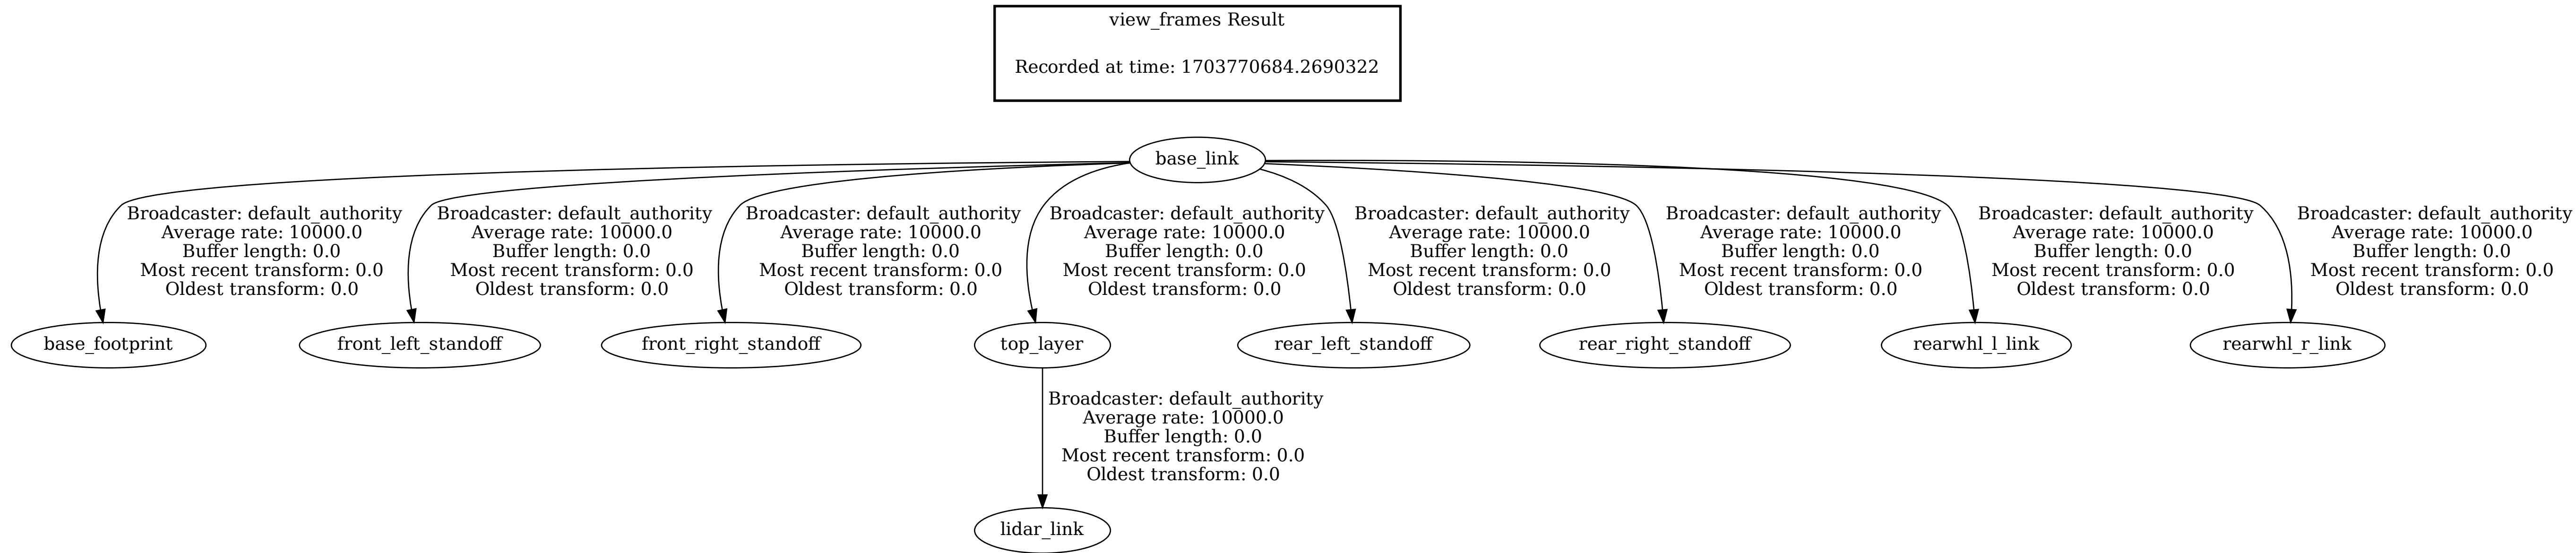 view_frames Result
Recorded at time: 1703770684.2690322
base_link
Broadcaster: default_authority
Average rate: 10000.0
Buffer length: 0.0
Most recent transform: 0.0
Oldest transform: 0.0
Broadcaster: default_authority
Average rate: 10000.0
Buffer length: 0.0
Most recent transform: 0.0
Oldest transform: 0.0
Broadcaster: default_authority
Average rate: 10000.0
Buffer length: 0.0
Most recent transform: 0.0
Oldest transform: 0.0
Broadcaster: default_authority
Average rate: 10000.0
Buffer length: 0.0
Most recent transform: 0.0
Oldest transform: 0.0
Broadcaster: default_authority
Average rate: 10000.0
Buffer length: 0.0
Most recent transform: 0.0
Oldest transform: 0.0
Broadcaster: default_authority
Average rate: 10000.0
Buffer length: 0.0
Most recent transform: 0.0
Oldest transform: 0.0
Broadcaster: default_authority
Average rate: 10000.0
Buffer length: 0.0
Most recent transform: 0.0
Oldest transform: 0.0
Broadcaster: default_authority
Average rate: 10000.0
Buffer length: 0.0
Most recent transform: 0.0
Oldest transform: 0.0
base_footprint
front_left_standoff
front_right_standoff
top_layer
rear_left_standoff
rear_right_standoff
rearwhl_l_link
rearwhl_r_link
Broadcaster: default_authority
Average rate: 10000.0
Buffer length: 0.0
Most recent transform: 0.0
Oldest transform: 0.0
lidar_link